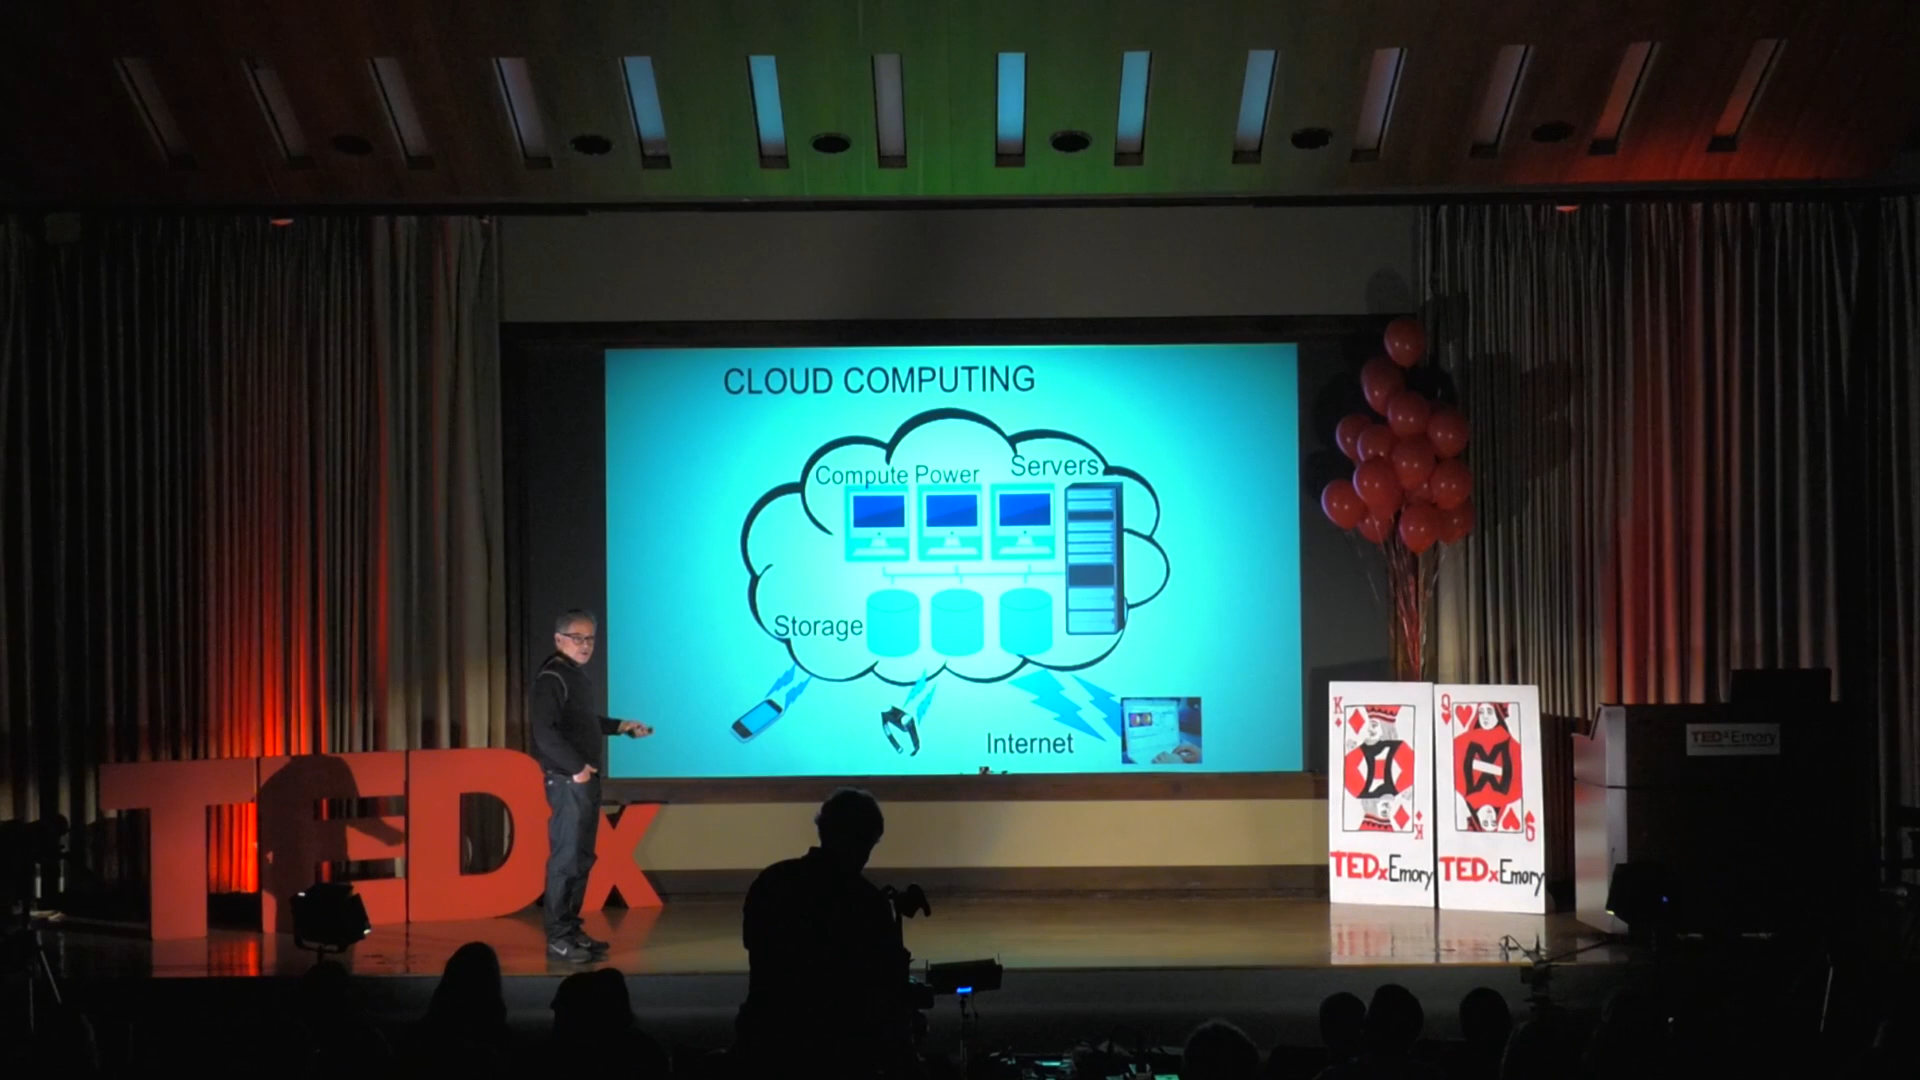 CLOUD COMPUTING
Compute Power
Servers
Storage
Internet
TEDx
K
K
Q
Q
TEDxEmory
TEDxEmory
TEDxEmory